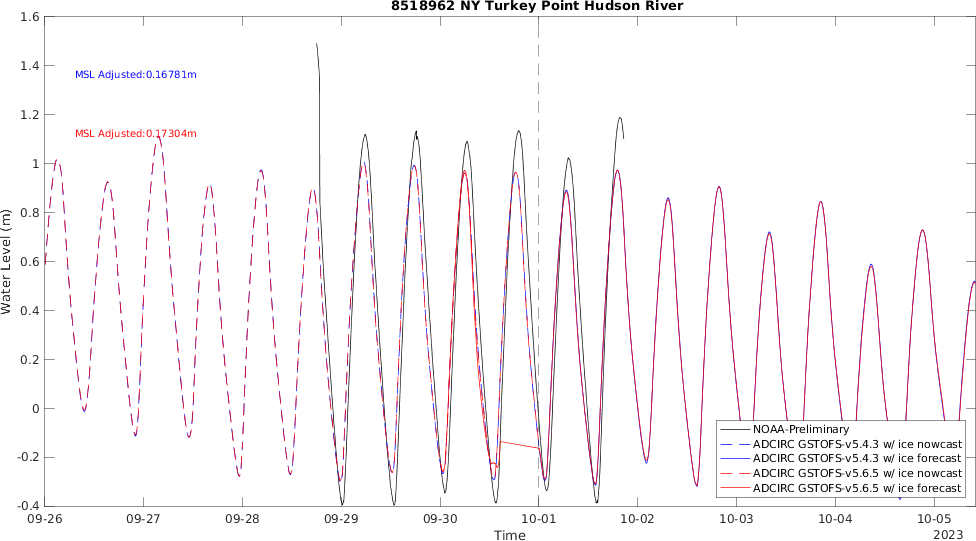 8518962 NY Turkey Point Hudson River
1.6
1.4
1.2
1
0.8
0.6
0.4
0.2
0
-0.2
-0.4
Water Level (m)
MSL Adjusted:0.16781m
MSL Adjusted:0.17304m
NOAA-Preliminary
ADCIRC GSTOFS-v5.4.3 w/ ice nowcast
ADCIRC GSTOFS-v5.4.3 w/ ice forecast
ADCIRC GSTOFS-v5.6.5 w/ ice nowcast
ADCIRC GSTOFS-v5.6.5 w/ ice forecast
09-26 09-27 09-28 09-29 09-30 10-01 10-02 10-03 10-04 10-05
Time
2023